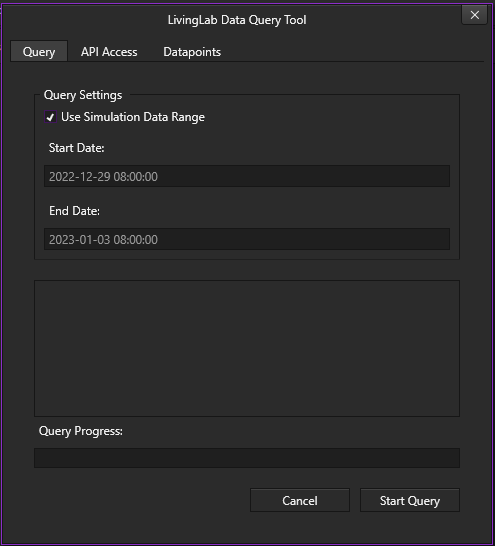 LivingLab Data Query Tool
Query API Access Datapoints
Query Settings
Use Simulation Data Range
Start Date:
2022-12-29 08:00:00
End Date:
2023-01-03 08:00:00
Query Progress:
Cancel Start Query